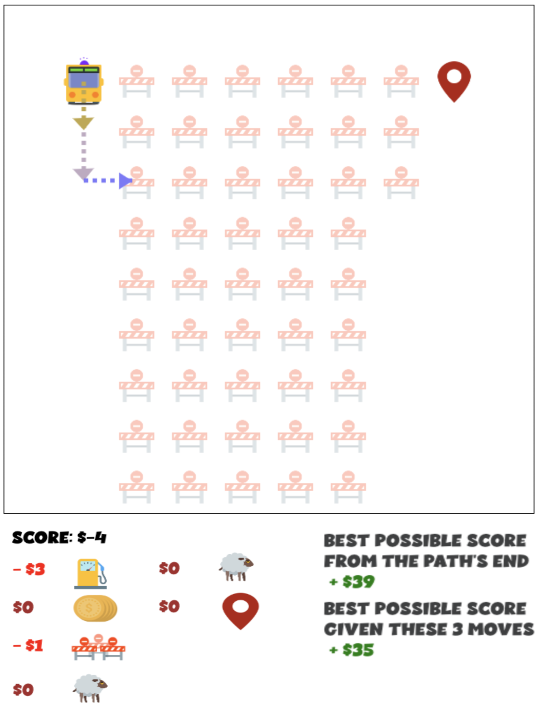 SCORE: $-4
- $3
$0
$0
$0
- $1
$0
BEST POSSIBLE SCORE
FROM THE PATH'S END
+ $39
BEST POSSIBLE SCORE
GIVEN THESE 3 MOVES
+ $35